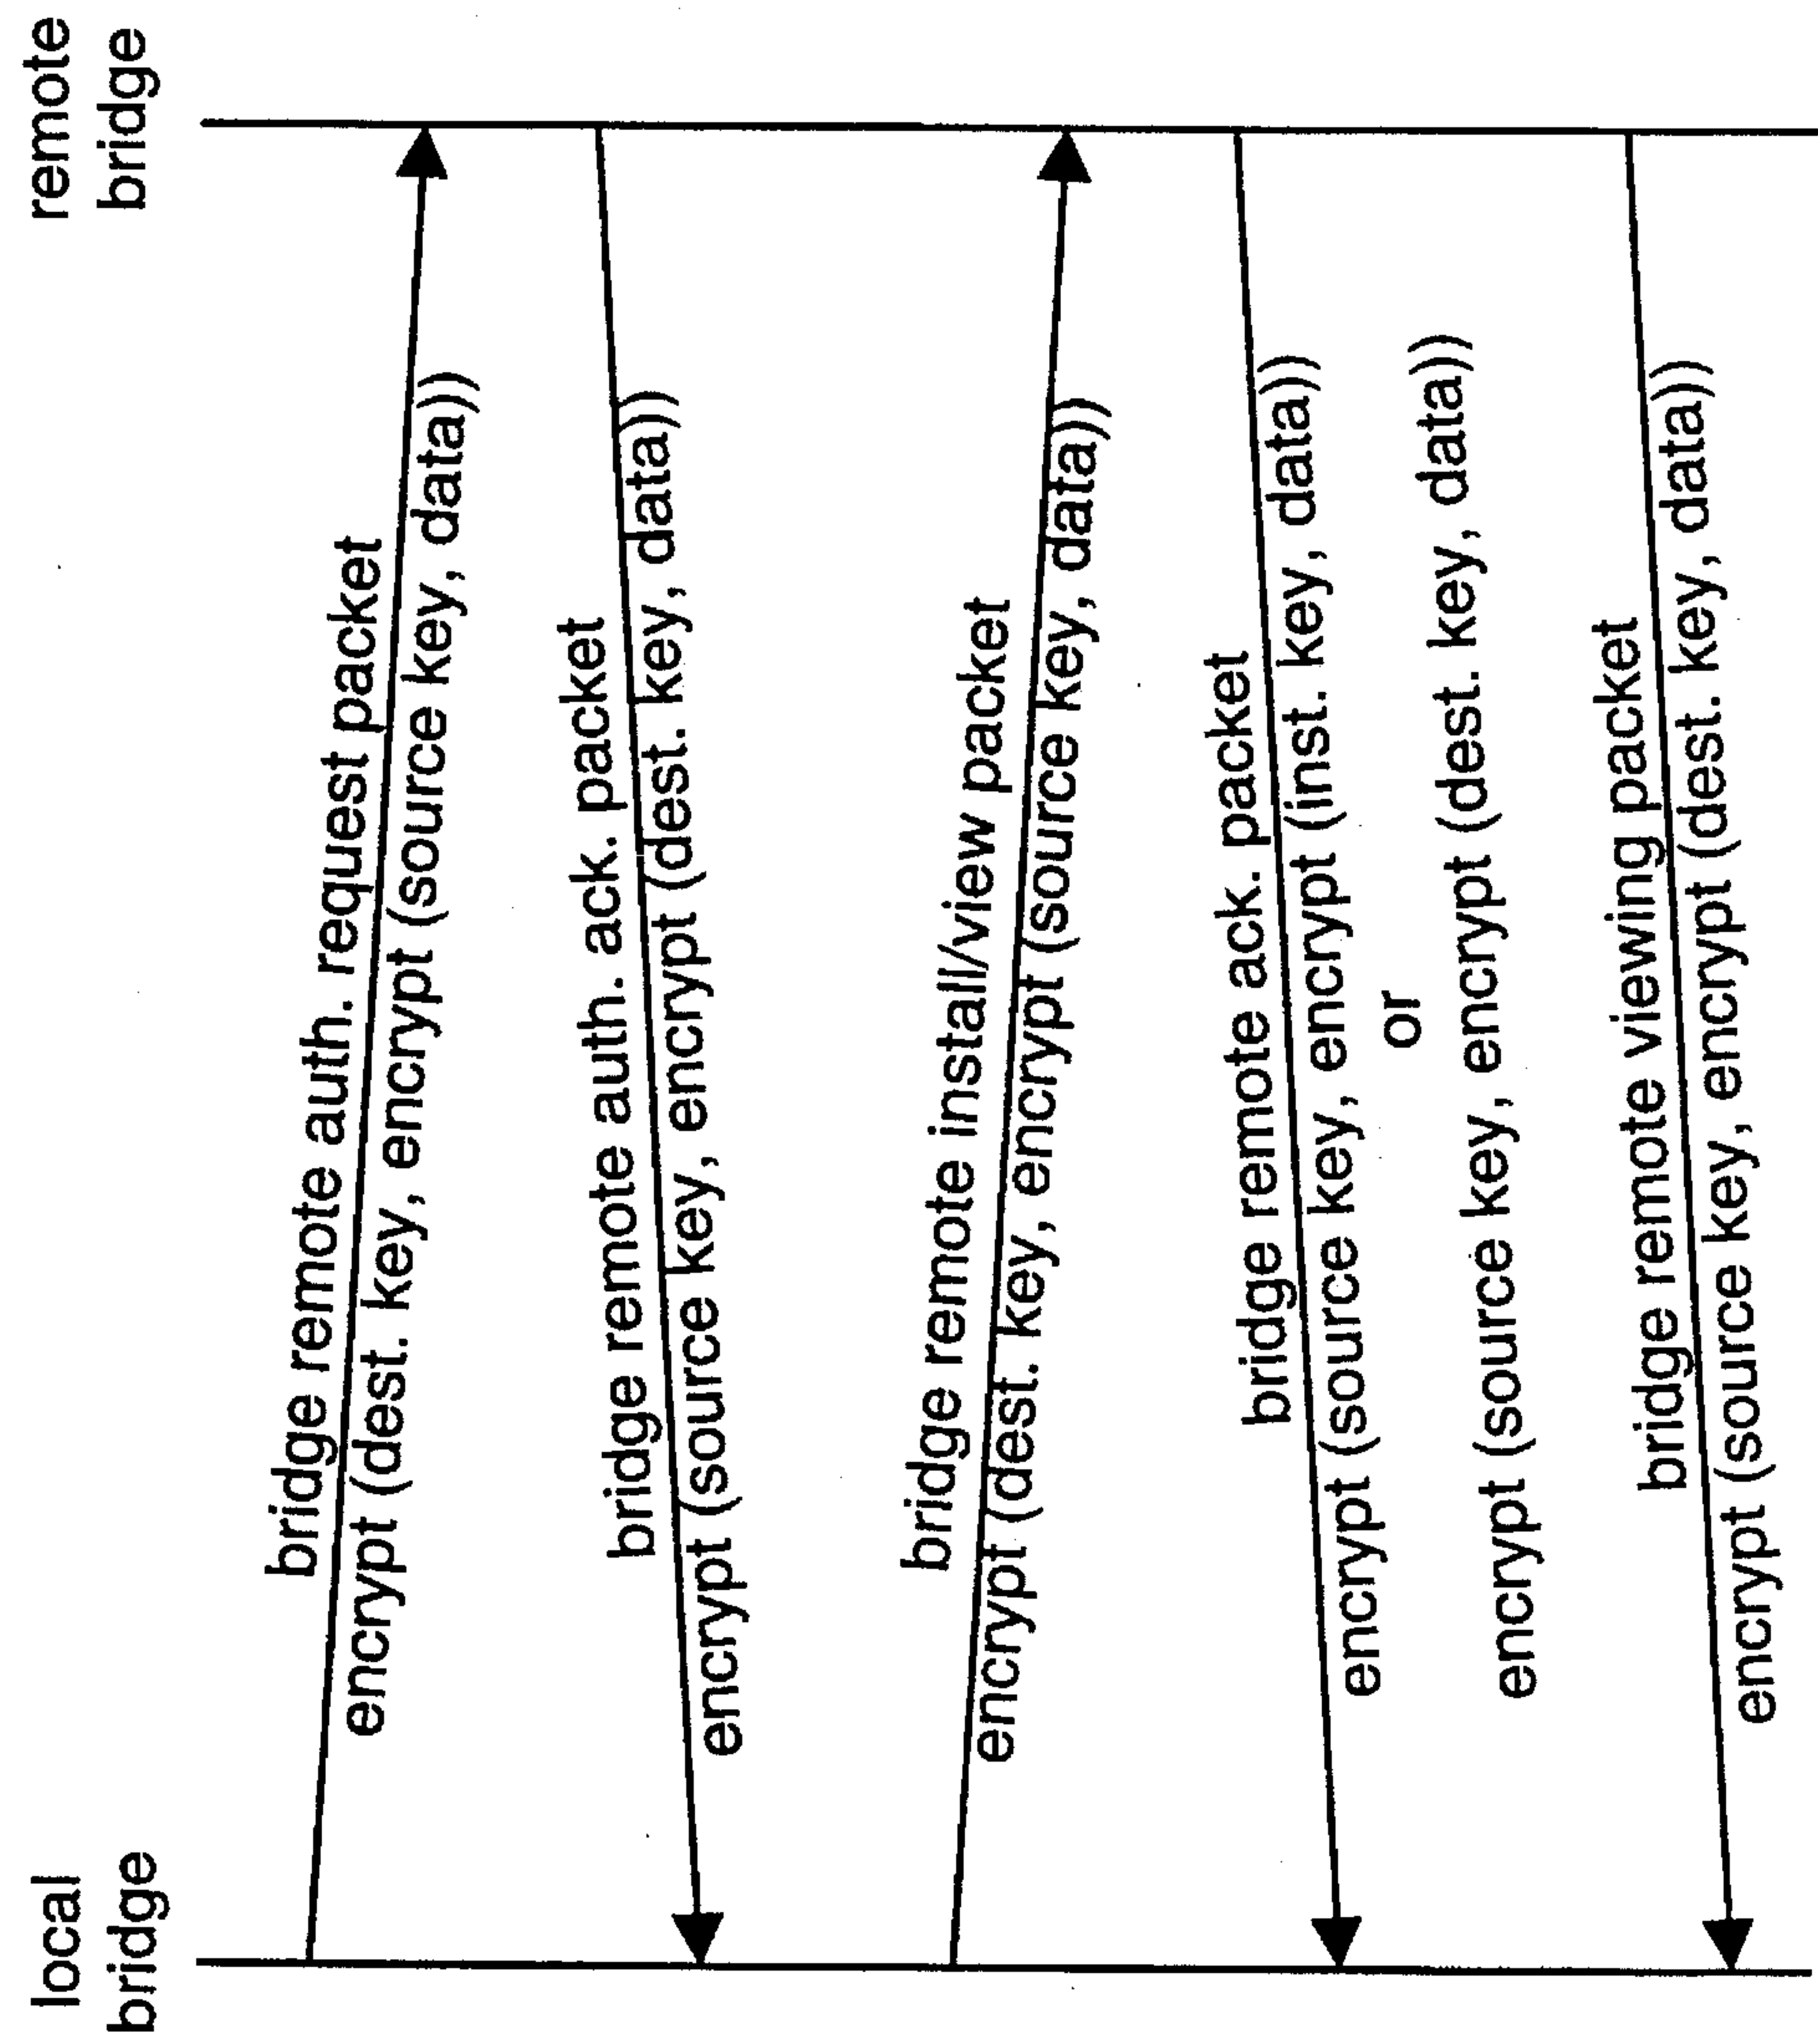 local
bridge
remote
bridge
bridge remote auth. request packet
encrypt (dest. key, encrypt (source key, data))
bridge remote auth. ack. packet
encrypt (source key, encrypt (dest. key, data))
bridge remote install/view packet
encrypt (dest. key, encrypt (source key, data))
bridge remote ack. packet
encrypt (source key, encrypt (inst. key, data))
or
encrypt (source key, encrypt (dest. key, data))
bridge remote viewing packet
encrypt (source key, encrypt (dest. key, data))